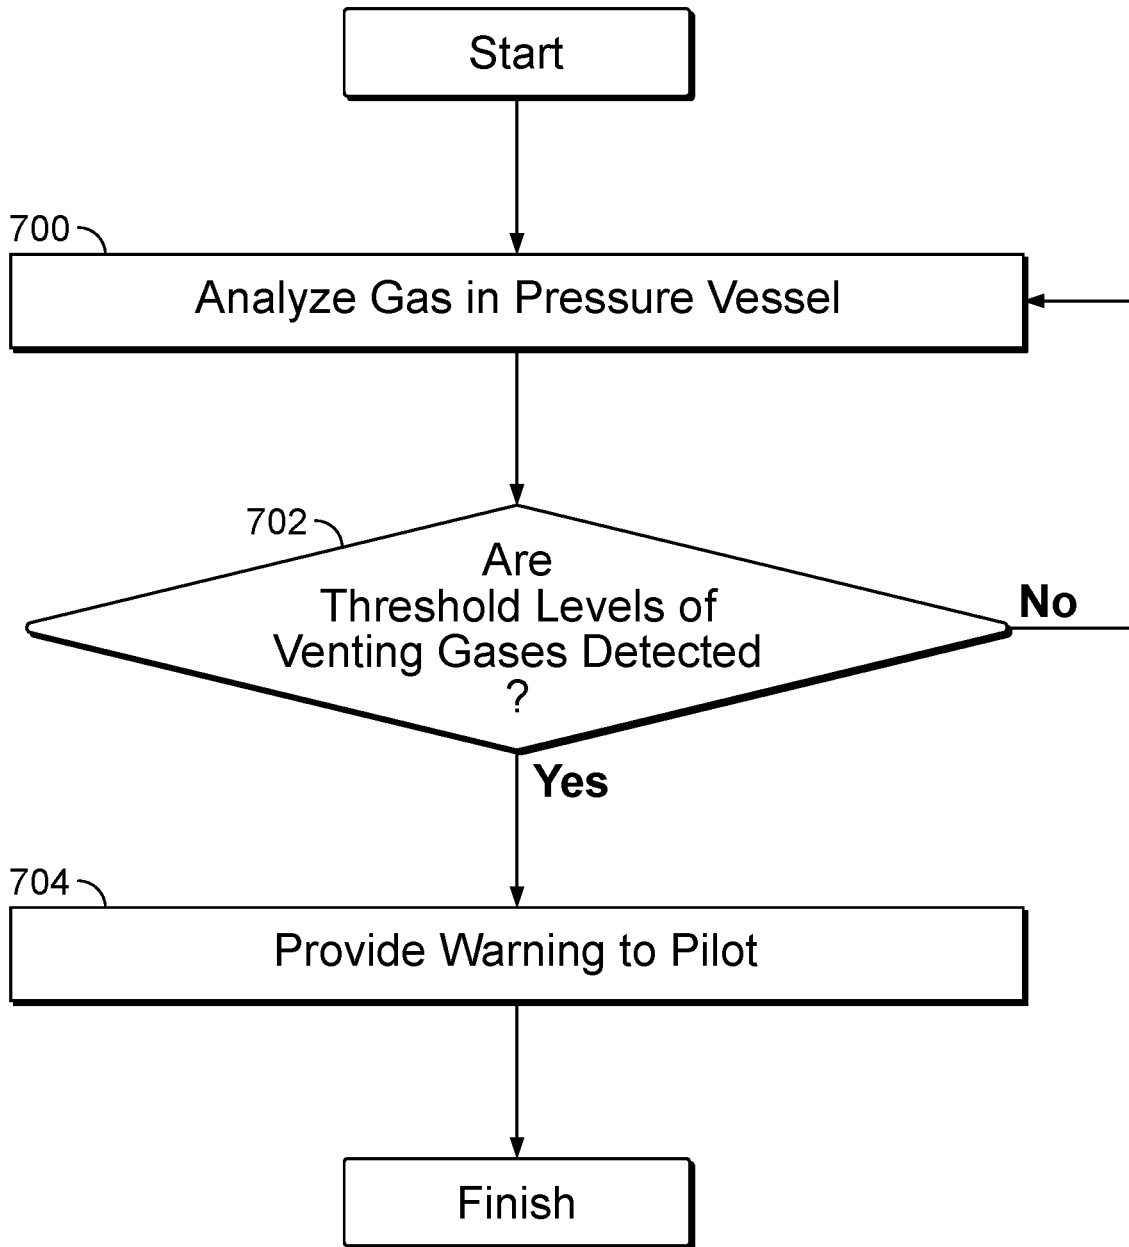 Start
700
Analyze Gas in Pressure Vessel
702
Are
Threshold Levels of
Venting Gases Detected
?
No
Yes
704
Provide Warning to Pilot
Finish